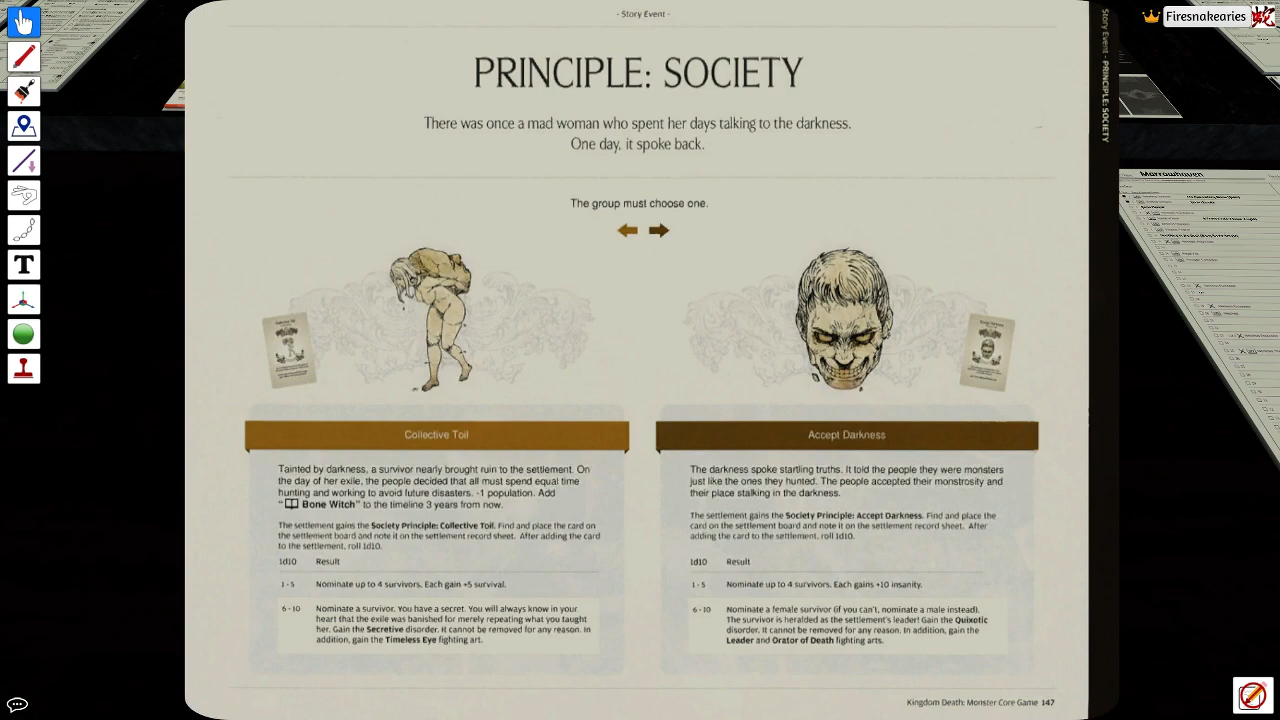 - Story Event -
Firesnakearies
Story Event - PRINCIPLE: SOCIETY
PRINCIPLE: SOCIETY
There was once a mad woman who spent her days talking to the darkness.
One day, it spoke back.
Marrowhaven
The group must choose one.
Collective Toil
Tainted by darkness, a survivor nearly brought ruin to the settlement. On
the day of her exile, the people decided that all must spend equal time
hunting and working to avoid future disasters. -1 population. Add
" Bone Witch" to the timeline 3 years from now.
The settlement gains the Society Principle: Collective Toil. Find and place the card on
the settlement board and note it on the settlement record sheet. After adding the card
to the settlement, roll 1d10.
1d10 Result
1 - 5 Nominate up to 4 survivors. Each gain +5 survival.
6 - 10 Nominate a survivor. You have a secret. You will always know in your
heart that the exile was banished for merely repeating what you taught
her. Gain the Secretive disorder. It cannot be removed for any reason. In
addition, gain the Timeless Eye fighting art.
Accept Darkness
The darkness spoke startling truths. It told the people they were monsters
just like the ones they hunted. The people accepted their monstrosity and
their place stalking in the darkness.
The settlement gains the Society Principle: Accept Darkness. Find and place the
card on the settlement board and note it on the settlement record sheet. After
adding the card to the settlement, roll 1d10.
1d10 Result
1 - 5 Nominate up to 4 survivors. Each gains +10 insanity.
6 - 10 Nominate a female survivor (if you can't, nominate a male instead).
The survivor is heralded as the settlement's leader! Gain the Quixotic
disorder. It cannot be removed for any reason. In addition, gain the
Leader and Orator of Death fighting arts.
Kingdom Death: Monster Core Game 147
T